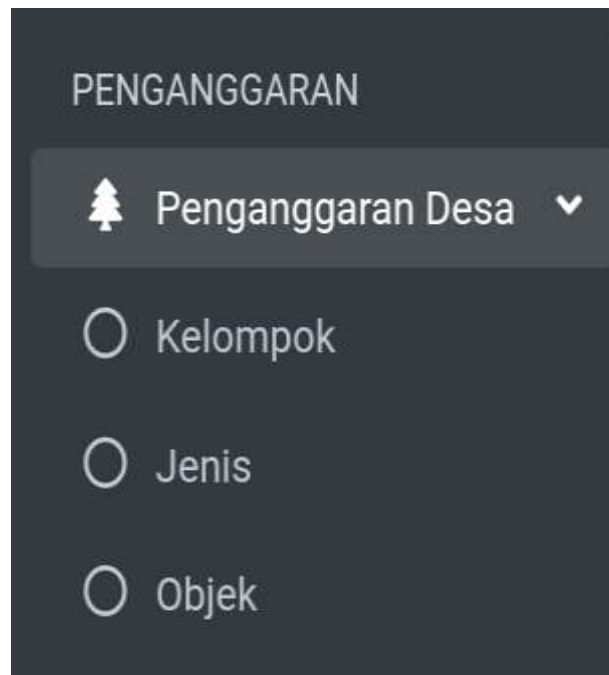 PENGANGGARAN
Penganggaran Desa
Kelompok
Jenis
Objek